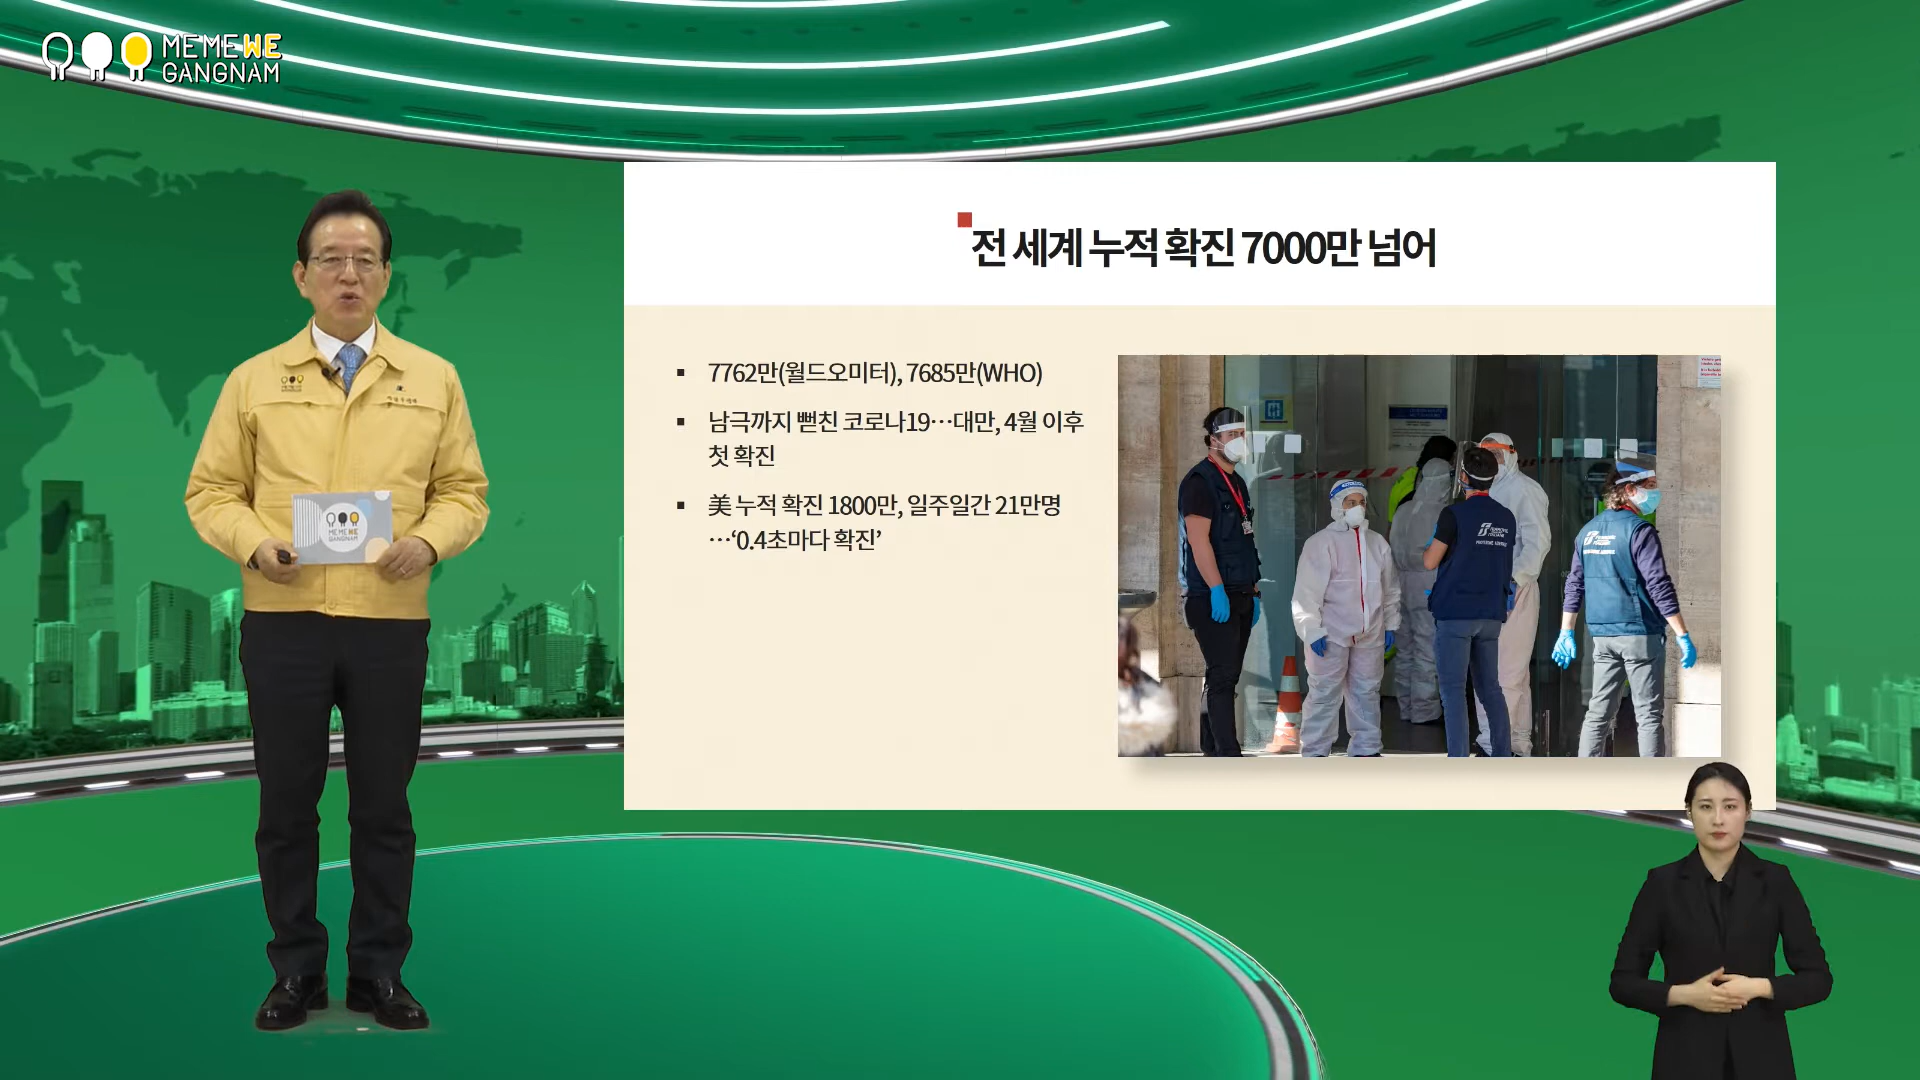 MEMEWE
GANGNAM
전 세계 누적 확진 7000만 넘어
▪ 7762만(월드오미터), 7685만(WHO)
▪ 남극까지 뻗친 코로나19…대만, 4월 이후
첫 확진
▪ 美 누적 확진 1800만, 일주일간 21만명
…‘0.4초마다 확진’
MEMEWE
GANGNAM